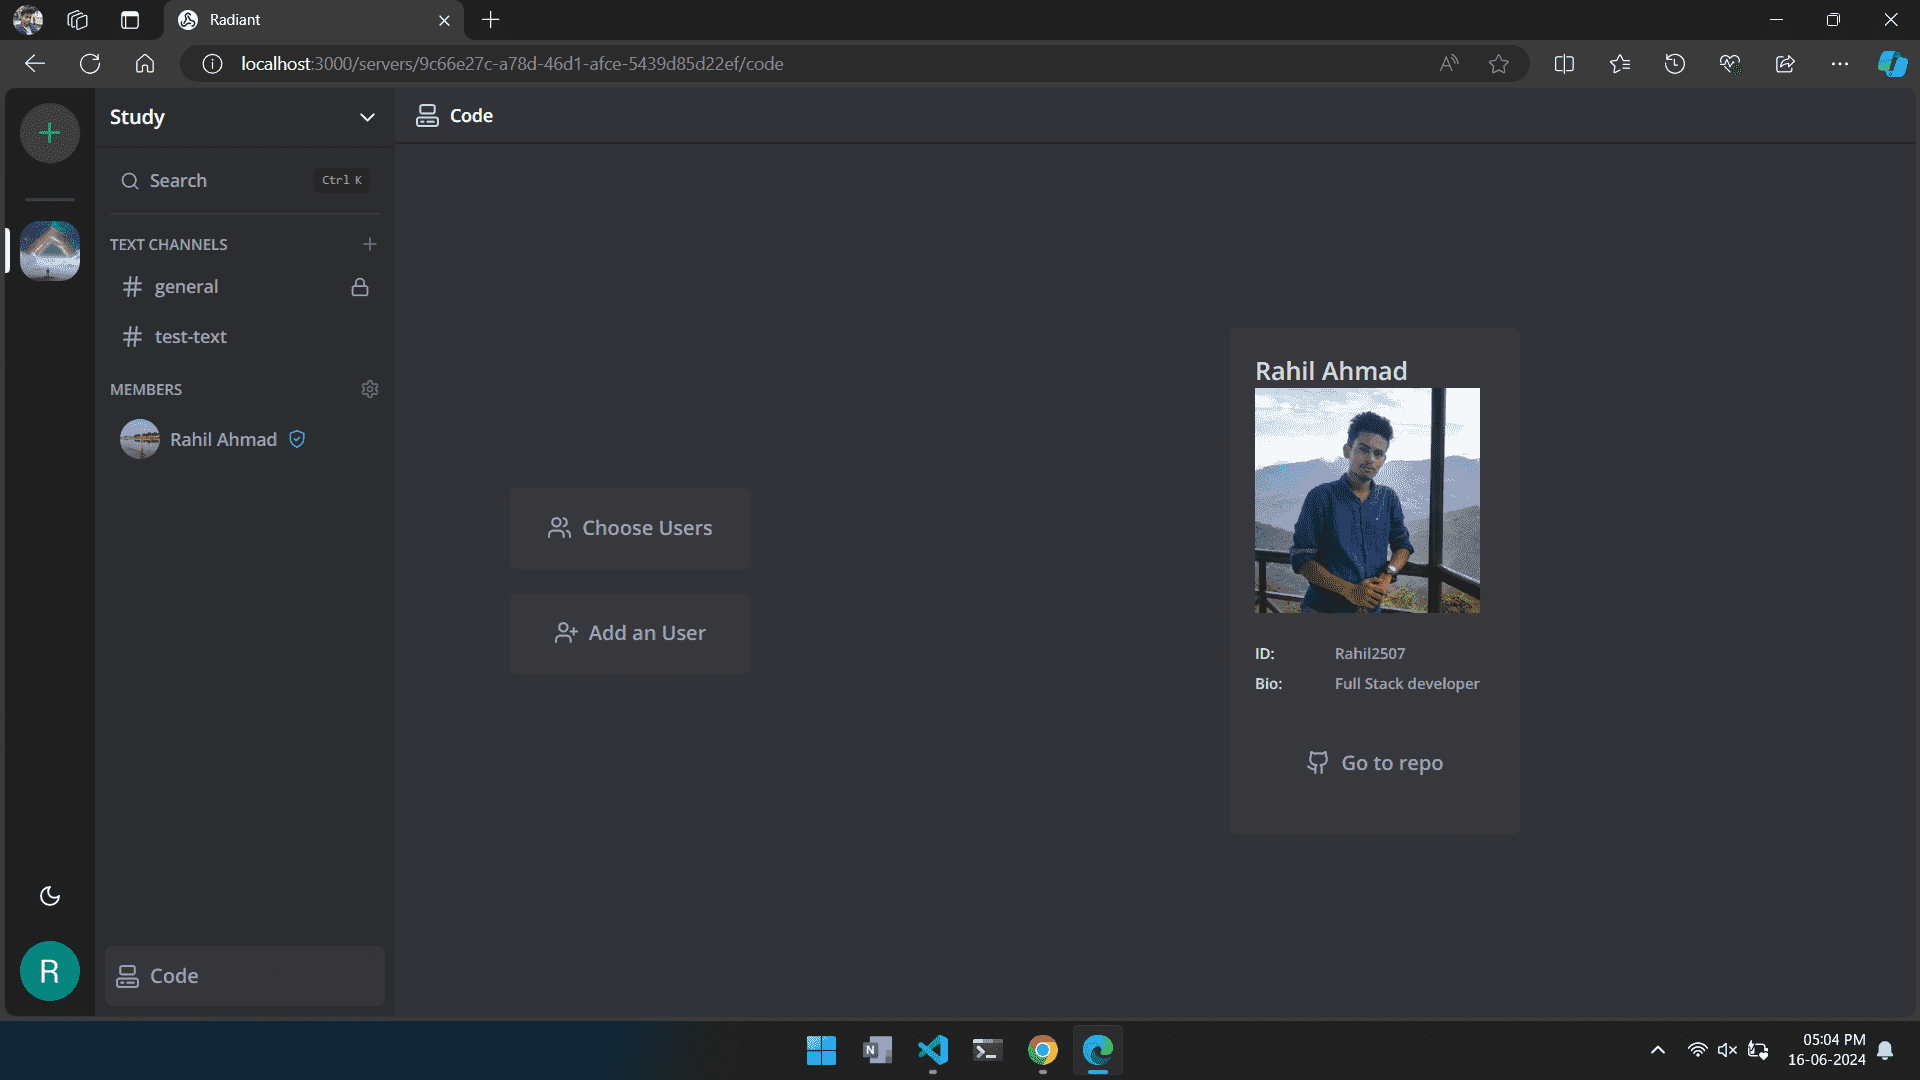 Radiant
localhost:3000/servers/9c66e27c-a78d-46d1-afce-5439d85d22ef/code
Study
Code
Search
Ctrl K
TEXT CHANNELS
general
test-text
MEMBERS
Rahil Ahmad
Choose Users
Add an User
Rahil Ahmad
ID: Rahil2507
Bio: Full Stack developer
Go to repo
R
Code
05:04 PM
16-06-2024